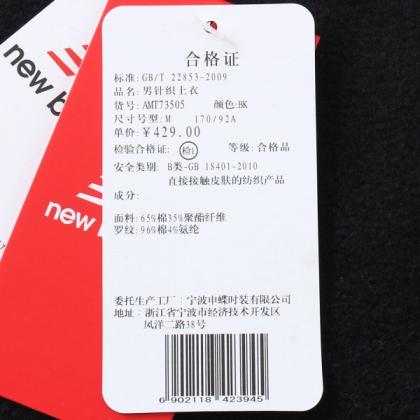 new b
new b
合格证
标准:GB/T 22853-2009
品名:男针织上衣
货号:AMT73505 颜色:BK
尺寸号型:M 170/92A
单价:￥429.00
检验合格证: 检1 等级:合格品
安全类别: B类-GB 18401-2010
直接接触皮肤的纺织产品
成分:
面料:65%棉35%聚酯纤维
罗纹:96%棉4%氨纶
委托生产工厂:宁波申蝶时装有限公司
地址:浙江省宁波市经济技术开发区
凤洋二路38号
6 902118 423945